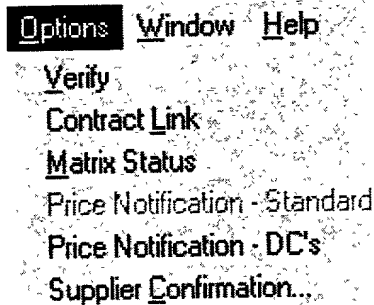 Options Window Help
Verify
Contract Link
Matrix Status
Price Notification - Standard
Price Notification - DC's
Supplier Confirmation...